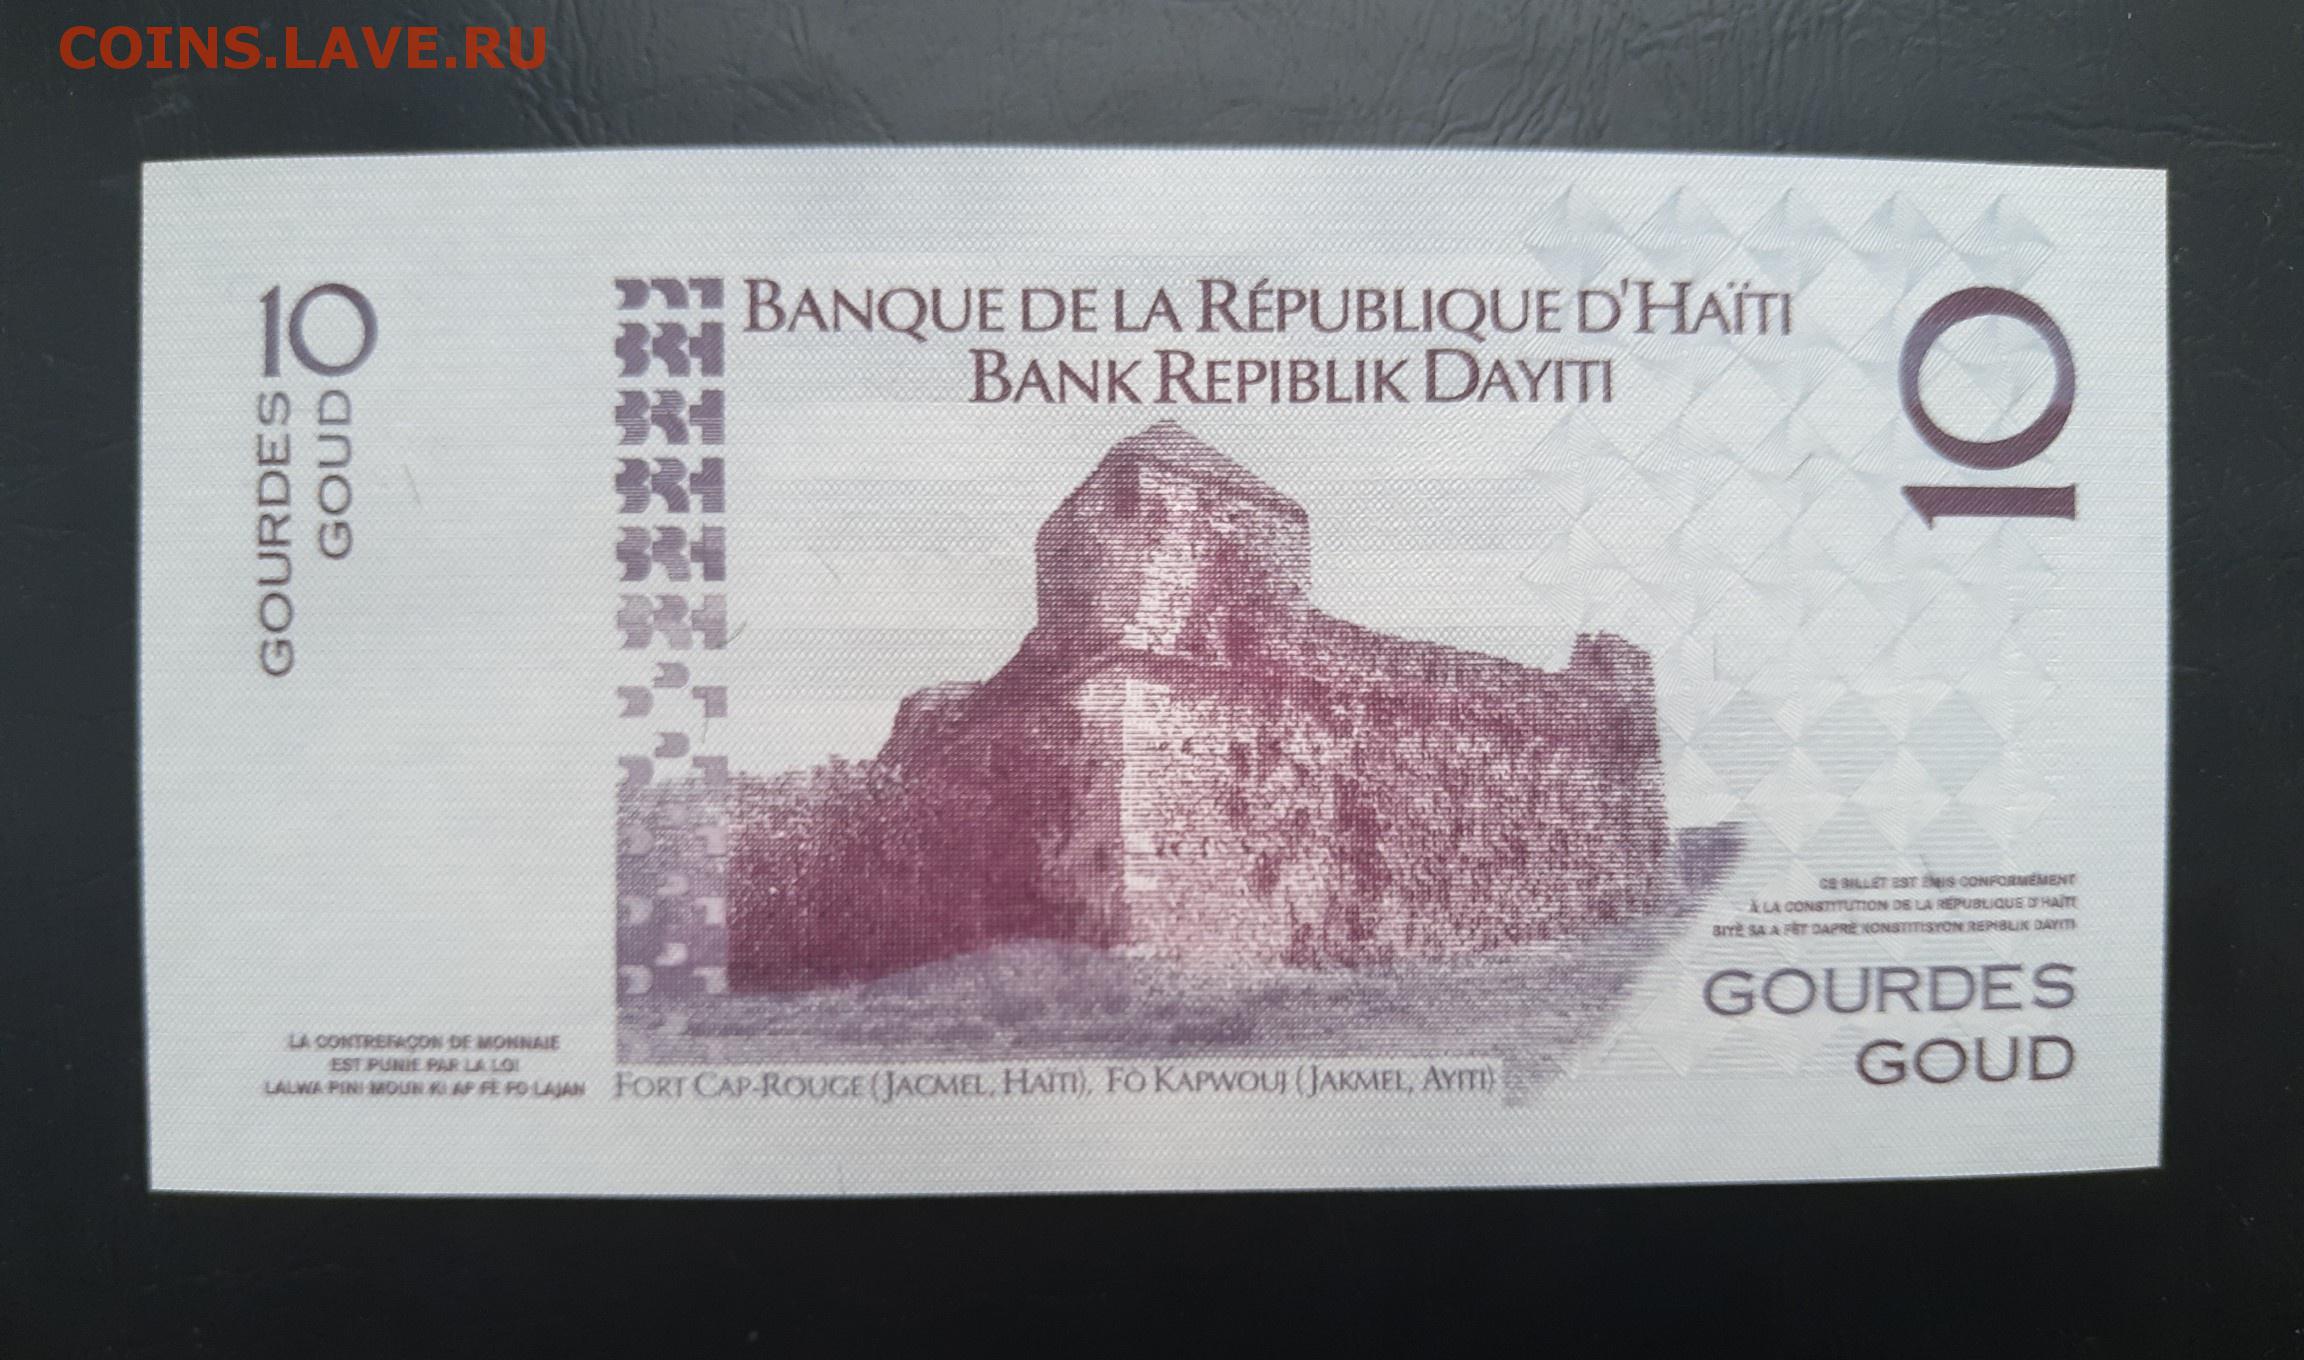 COINS.LAVE.RU
10
GOURDES
GOUD
BANQUE DE LA RÉPUBLIQUE D'HAÏTI
BANK REPIBLIK DAYITI
10
CE BILLET EST ÉMIS CONFORMÉMENT
À LA CONSTITUTION DE LA RÉPUBLIQUE D'HAÏTI
BIYÈ SA A FÈT DAPRÈ KONSTITISYON REPIBLIK DAYITI
GOURDES
GOUD
LA CONTREFAÇON DE MONNAIE
EST PUNIE PAR LA LOI
LALWA PINI MOUN KI AP FÈ FO LAJAN
FORT CAP-ROUGE (JACMEL, HAÏTI), FÒ KAPWOUJ (JAKMEL, AYITI)